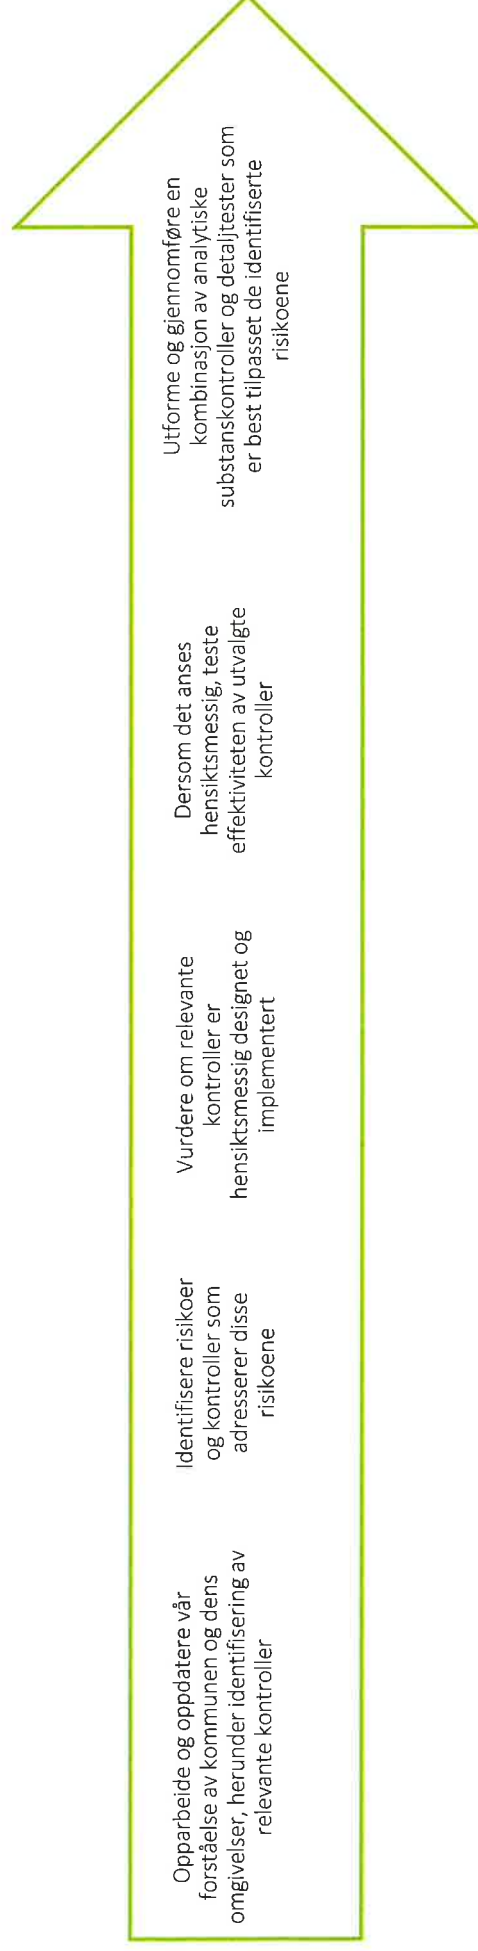 Opparbeide og oppdatere vår
forståelse av kommunen og dens
omgivelser, herunder identifisering av
relevante kontroller
Identifisere risikoer
og kontroller som
adresserer disse
risikoene
Vurdere om relevante
kontroller er
hensiktsmessig designet og
implementert
Dersom det anses
hensiktsmessig, teste
effektiviteten av utvalgte
kontroller
Utforme og gjennomføre en
kombinasjon av analytiske
substanskontroller og detaljtester som
er best tilpasset de identifiserte
risikoene